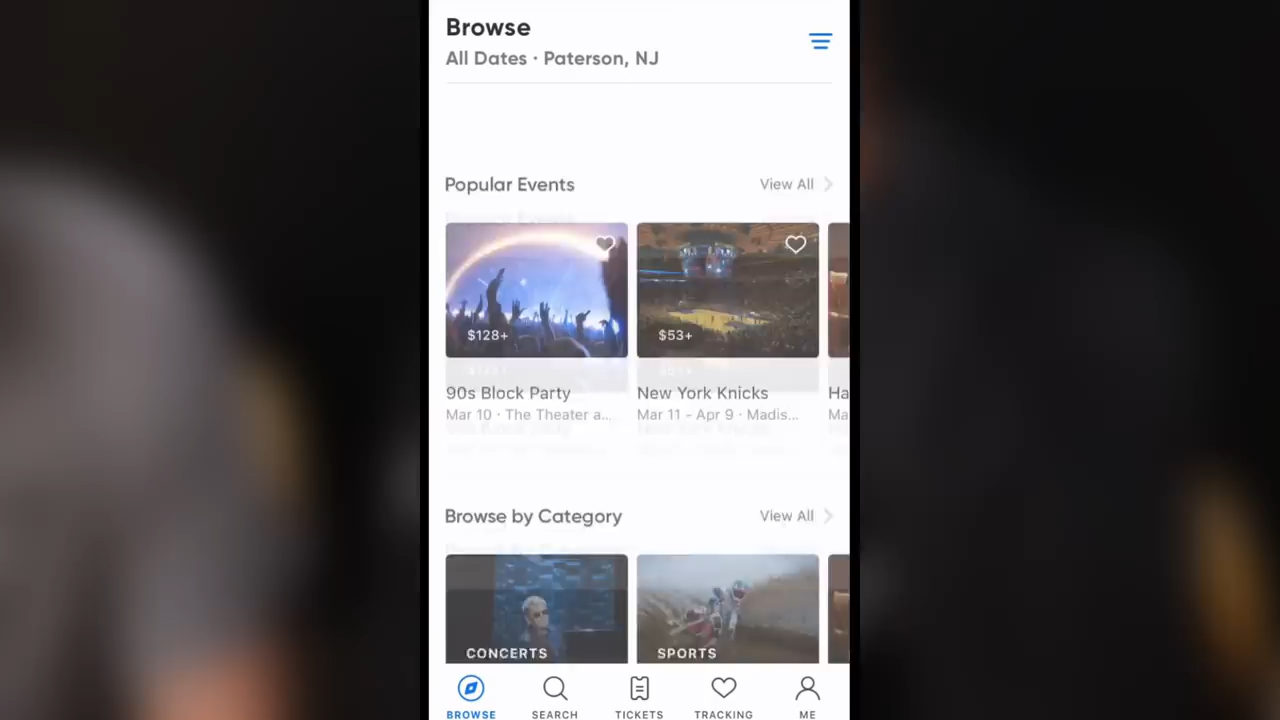 Browse
All Dates · Paterson, NJ
Popular Events
View All
$128+
$53+
90s Block Party
New York Knicks
Ha
Mar 10 · The Theater a...
Mar 11 - Apr 9 · Madis...
Ma
Browse by Category
View All
CONCERTS
SPORTS
BROWSE
SEARCH
TICKETS
TRACKING
ME